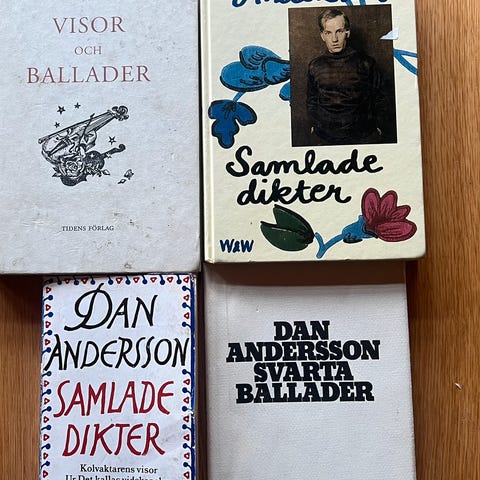 VISOR
OCH
BALLADER
TIDENS FÖRLAG
Samlade
dikter
W&W
DAN
ANDERSSON
SAMLADE
DIKTER
Kolvaktarens visor
DAN
ANDERSSON
SVARTA
BALLADER